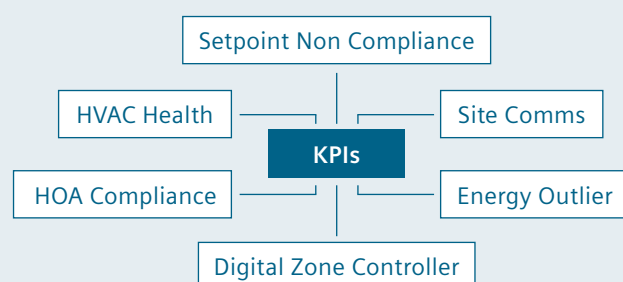 Setpoint Non Compliance
HVAC Health
Site Comms
KPIs
HOA Compliance
Energy Outlier
Digital Zone Controller